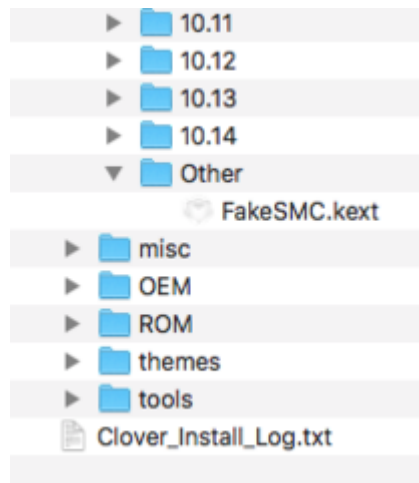 10.11
10.12
10.13
10.14
Other
FakeSMC.kext
misc
OEM
ROM
themes
tools
Clover_Install_Log.txt